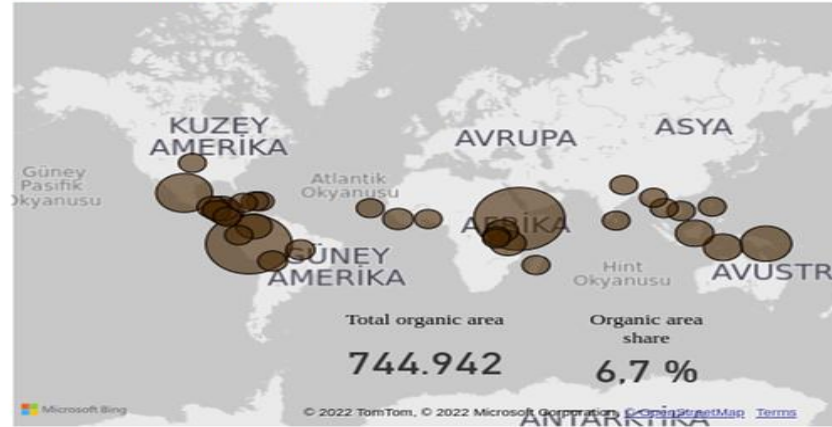 KUZEY
AMERİKA
AVRUPA
ASYA
Güney
Pasifik
Okyanusu
Atlantik
Okyanusu
AFRİKA
GÜNEY
AMERİKA
Hint
Okyanusu
AVUSTR
Total organic area
744.942
Organic area
share
6,7 %
Microsoft Bing
© 2022 TomTom, © 2022 Microsoft Corporation, © OpenStreetMap Terms
ANTARKTİKA